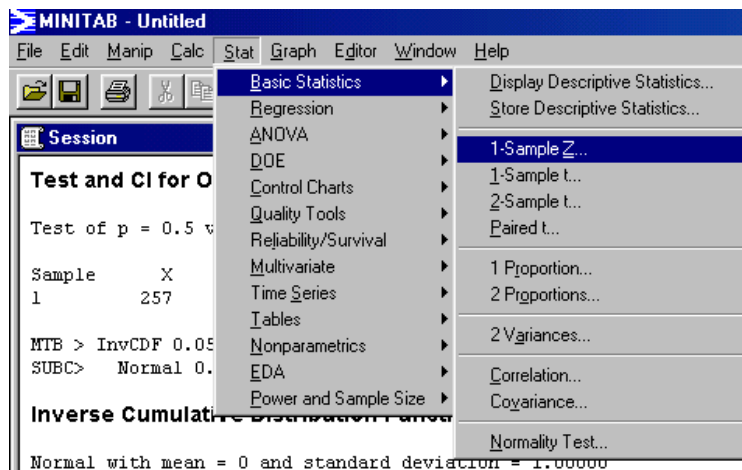 MINITAB - Untitled
File Edit Manip Calc Stat Graph Editor Window Help
Basic Statistics
Regression
ANOVA
DOE
Control Charts
Quality Tools
Reliability/Survival
Multivariate
Time Series
Tables
Nonparametrics
EDA
Power and Sample Size
Display Descriptive Statistics...
Store Descriptive Statistics...
1-Sample Z...
1-Sample t...
2-Sample t...
Paired t...
1 Proportion...
2 Proportions...
2 Variances...
Correlation...
Covariance...
Normality Test...
Session
Test and CI for O
Test of p = 0.5 v
Sample X
1 257
MTB > InvCDF 0.05
SUBC> Normal 0.
Inverse Cumulative Distribution Funct
Normal with mean = 0 and standard deviation = 1.00000